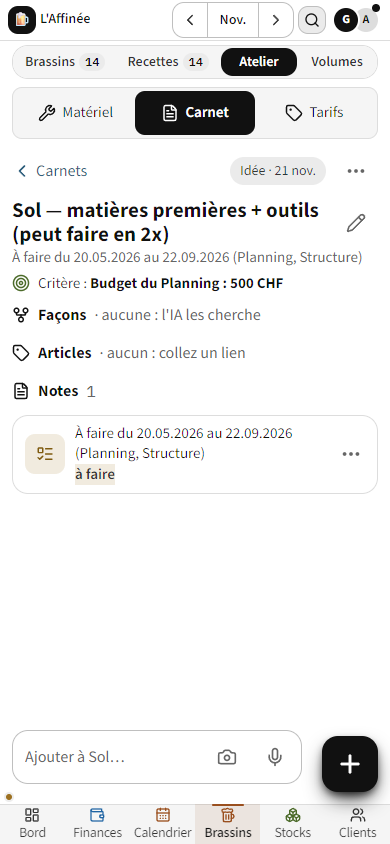 L'Affinée
Nov.
G
A
Brassins 14
Recettes 14
Atelier
Volumes
Matériel
Carnet
Tarifs
Carnets
Idée · 21 nov.
Sol — matières premières + outils
(peut faire en 2x)
À faire du 20.05.2026 au 22.09.2026 (Planning, Structure)
Critère : Budget du Planning : 500 CHF
Façons · aucune : l'IA les cherche
Articles · aucun : collez un lien
Notes 1
À faire du 20.05.2026 au 22.09.2026
(Planning, Structure)
à faire
Ajouter à Sol…
Bord
Finances
Calendrier
Brassins
Stocks
Clients